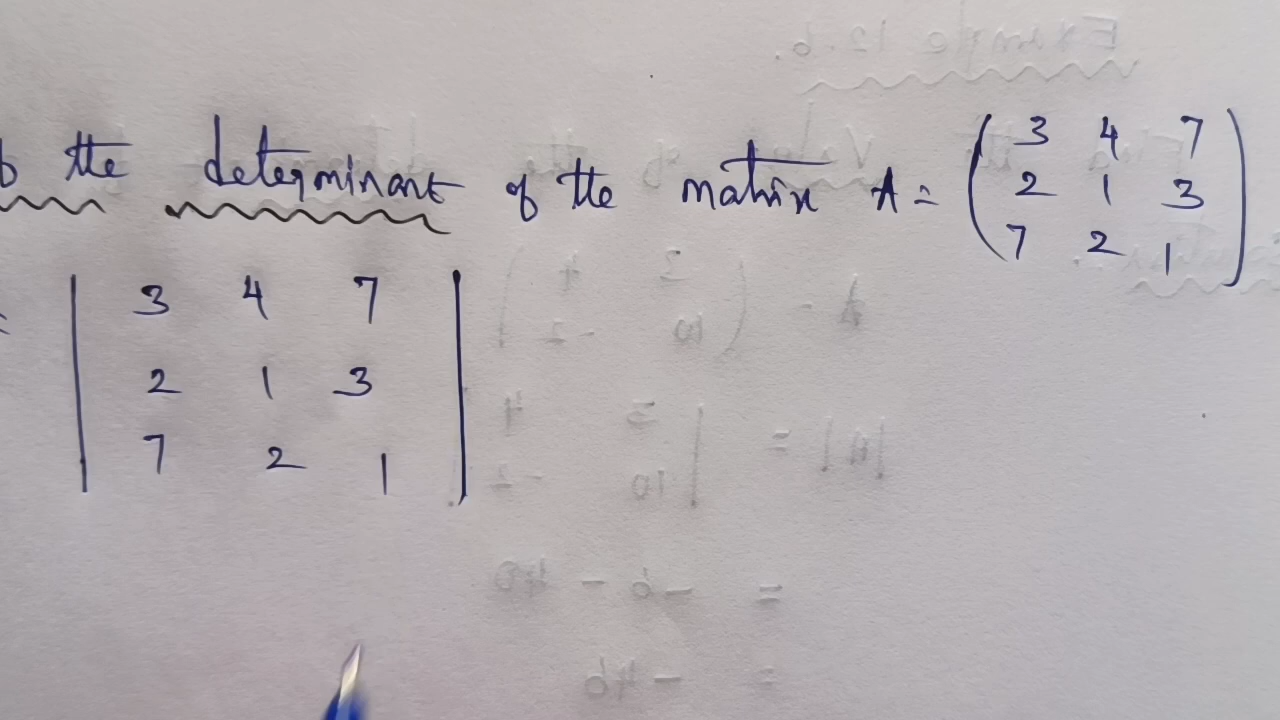 the determinant of the matrix A = ( 3 4 7
2 1 3
7 2 1 )
= | 3 4 7 |
2 1 3
7 2 1